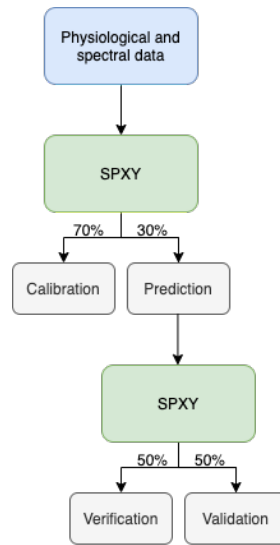 Physiological and
spectral data
SPXY
70%
30%
Calibration
Prediction
SPXY
50%
50%
Verification
Validation